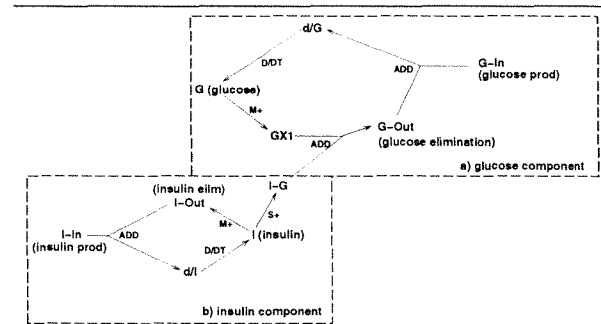 d/G
G-In
(glucose prod)
ADD
D/DT
G (glucose)
M+
GX1
ADD
G-Out
(glucose elimination)
a) glucose component
I-G
(insulin elim)
I-Out
S+
I-In
(insulin prod)
ADD
M+
I (insulin)
D/DT
d/I
b) insulin component